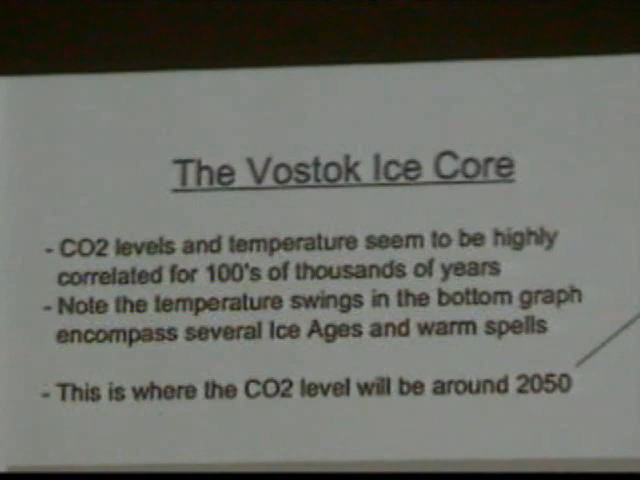 The Vostok Ice Core
- CO2 levels and temperature seem to be highly
correlated for 100's of thousands of years
- Note the temperature swings in the bottom graph
encompass several Ice Ages and warm spells
- This is where the CO2 level will be around 2050